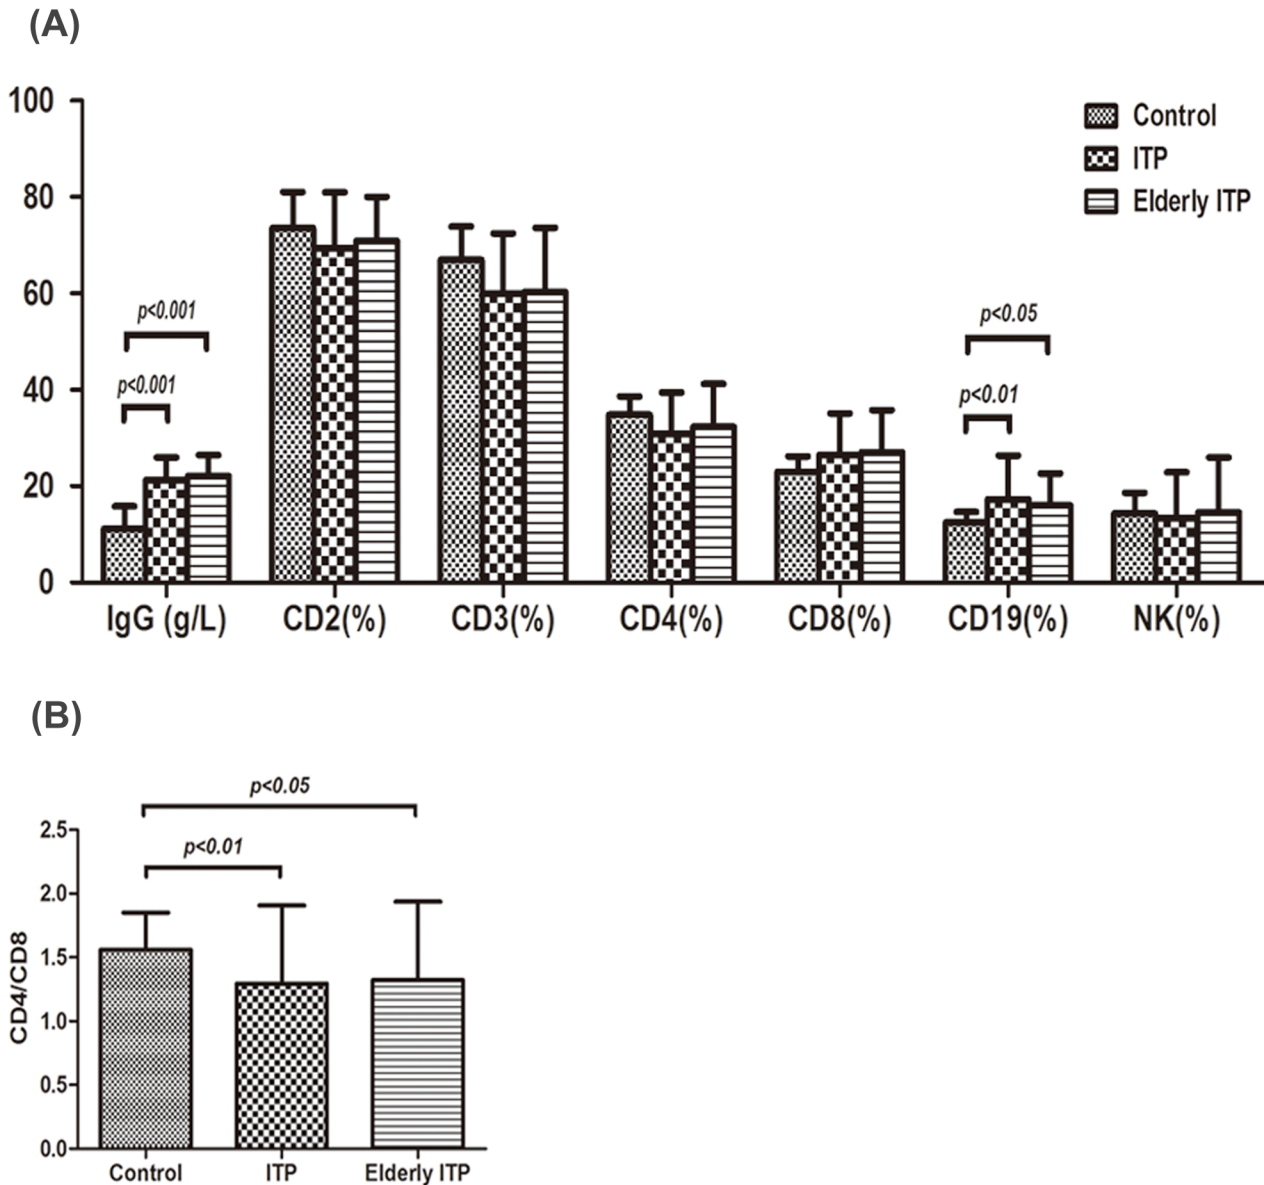 (A)
100
80
60
40
20
0
Control
ITP
Elderly ITP
p<0.001
p<0.001
p<0.05
p<0.01
IgG (g/L) CD2(%) CD3(%) CD4(%) CD8(%) CD19(%) NK(%)
(B)
p<0.05
p<0.01
CD4/CD8
2.5
2.0
1.5
1.0
0.5
0.0
Control ITP Elderly ITP